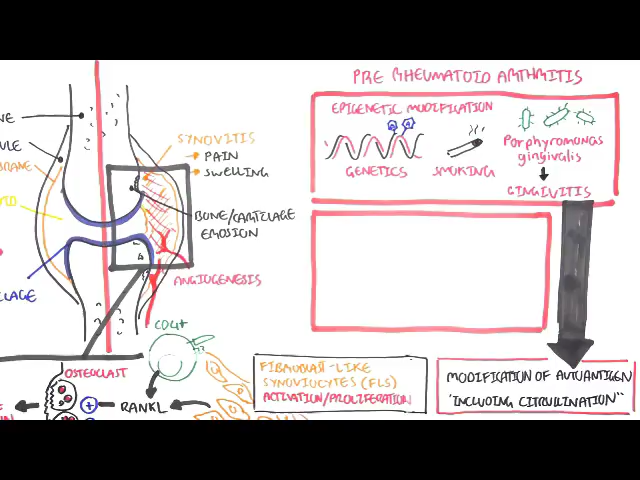 PRE RHEUMATOID ARTHRITIS
EPIGENETIC MODIFICATION
GENETICS
SMOKING
Porphyromonas
gingivalis
GINGIVITIS
SYNOVITIS
PAIN
SWELLING
BONE/CARTILAGE
EROSION
ANGIOGENESIS
CD4+
OSTEOCLAST
+
RANKL
FIBROBLAST-LIKE
SYNOVIOCYTES (FLS)
ACTIVATION/PROLIFERATION
MODIFICATION OF AUTOANTIGEN
"INCLUDING CITRULLINATION"